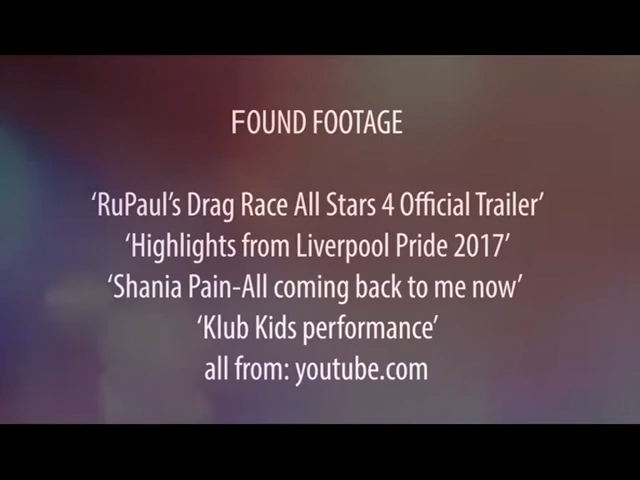 FOUND FOOTAGE
‘RuPaul’s Drag Race All Stars 4 Official Trailer’
‘Highlights from Liverpool Pride 2017’
‘Shania Pain-All coming back to me now’
‘Klub Kids performance’
all from: youtube.com